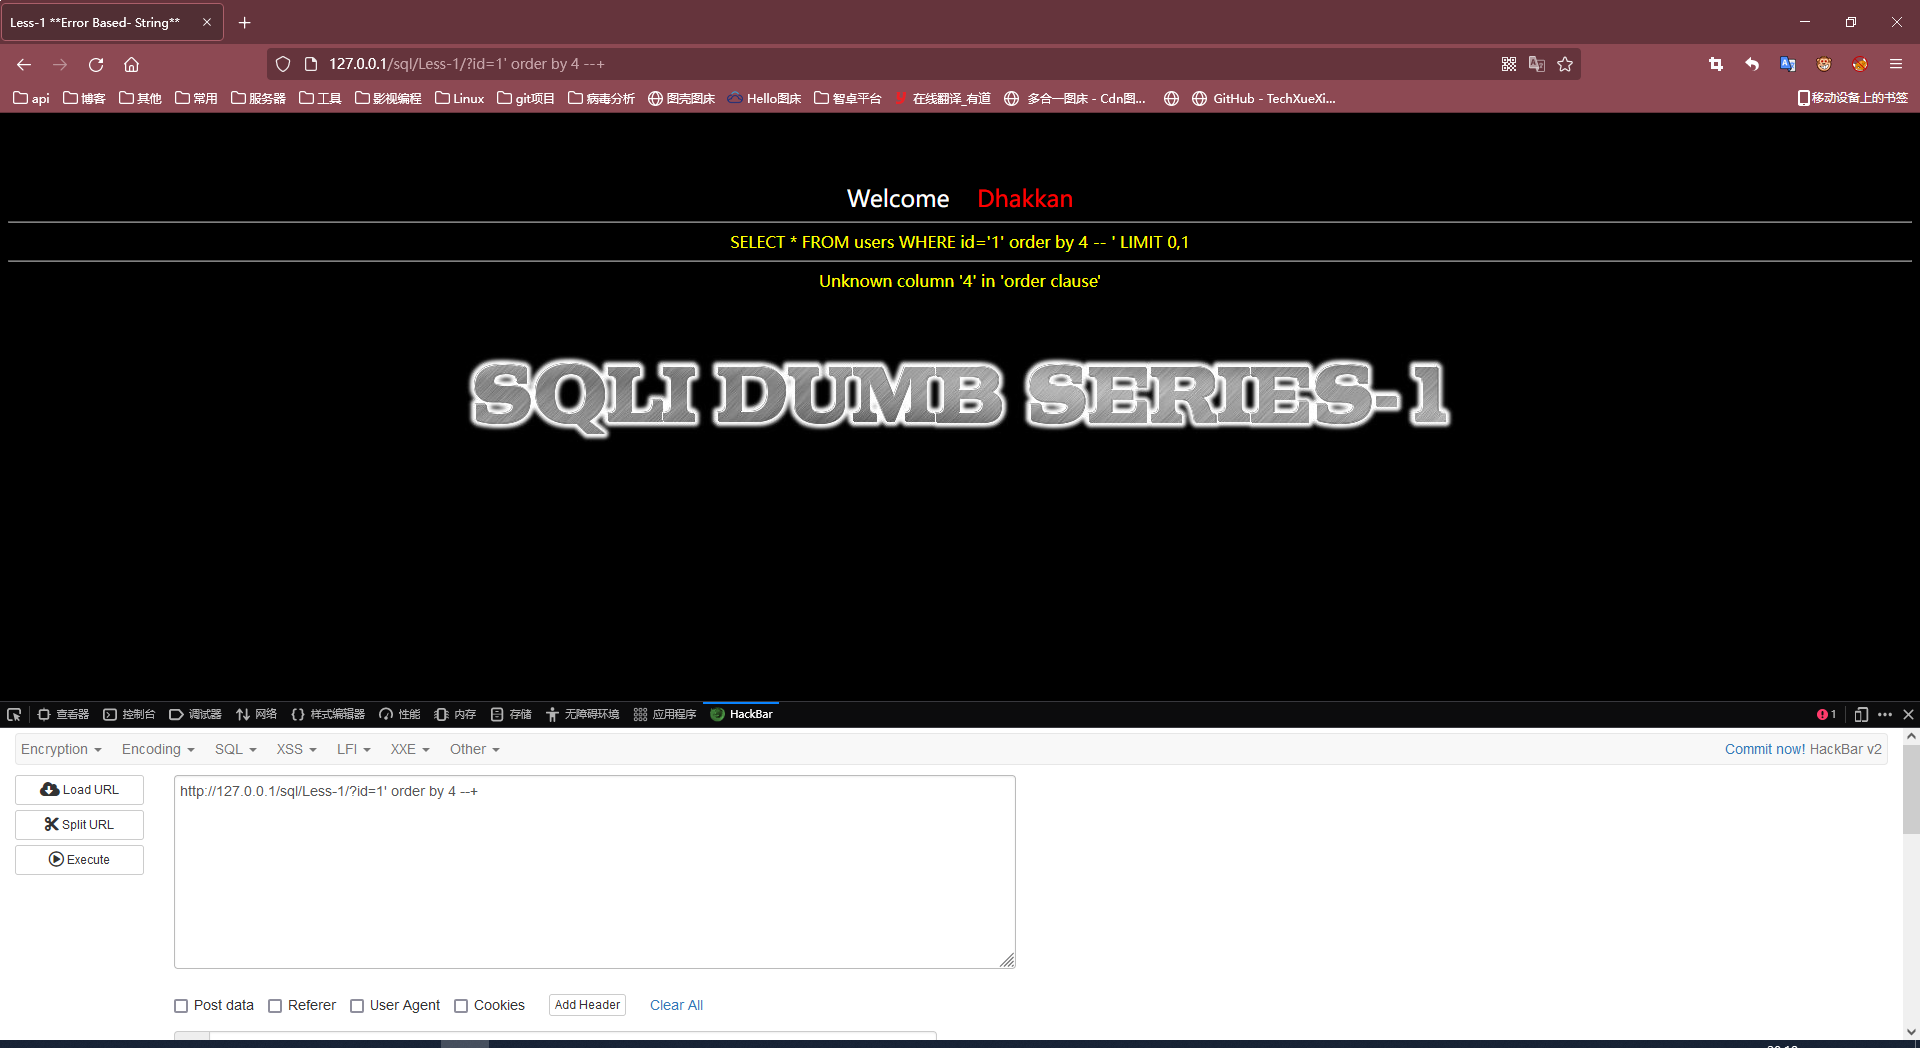 Less-1 **Error Based- String**
127.0.0.1/sql/Less-1/?id=1' order by 4 --+
api 博客 其他 常用 服务器 工具 影视编程 Linux git项目 病毒分析 图壳图床 Hello图床 智卓平台 在线翻译_有道 多合一图床 - Cdn图... GitHub - TechXueXi... 移动设备上的书签
Welcome Dhakkan
SELECT * FROM users WHERE id='1' order by 4 -- ' LIMIT 0,1
Unknown column '4' in 'order clause'
SQLI DUMB SERIES-1
查看器 控制台 调试器 网络 样式编辑器 性能 内存 存储 无障碍环境 应用程序 HackBar 1
Encryption Encoding SQL XSS LFI XXE Other Commit now! HackBar v2
Load URL
http://127.0.0.1/sql/Less-1/?id=1' order by 4 --+
Split URL
Execute
Post data Referer User Agent Cookies Add Header Clear All